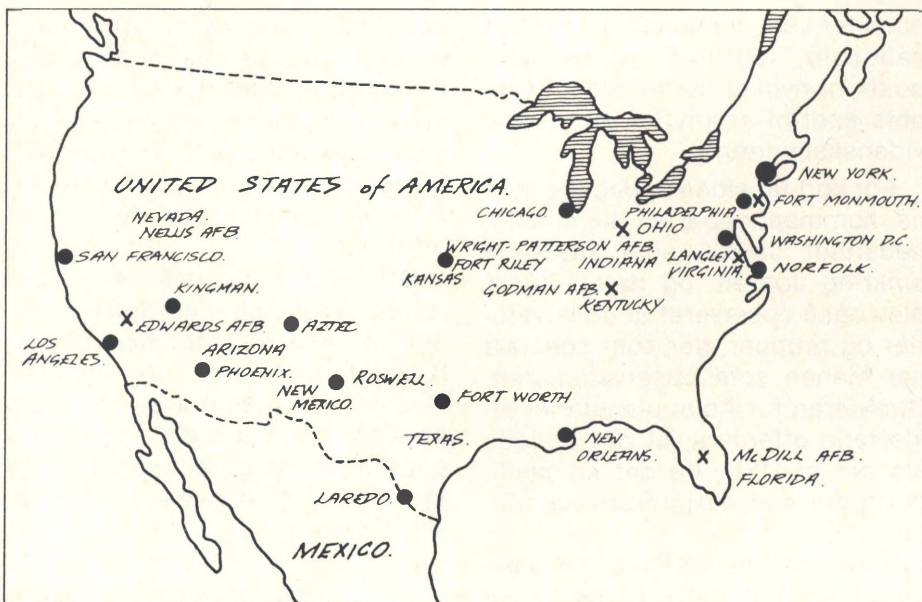 UNITED STATES of AMERICA.
NEVADA.
NELLIS AFB.
SAN FRANCISCO.
KINGMAN.
EDWARDS AFB.
LOS
ANGELES.
AZTEC
ARIZONA
PHOENIX.
NEW
MEXICO.
ROSWELL.
FORT WORTH
TEXAS.
LAREDO.
MEXICO.
CHICAGO.
WRIGHT-PATTERSON AFB.
FORT RILEY
KANSAS
OHIO
INDIANA
GODMAN AFB.
KENTUCKY
NEW YORK.
PHILADELPHIA.
FORT MONMOUTH.
WASHINGTON D.C.
LANGLEY
VIRGINIA.
NORFOLK.
NEW
ORLEANS.
McDILL AFB.
FLORIDA.